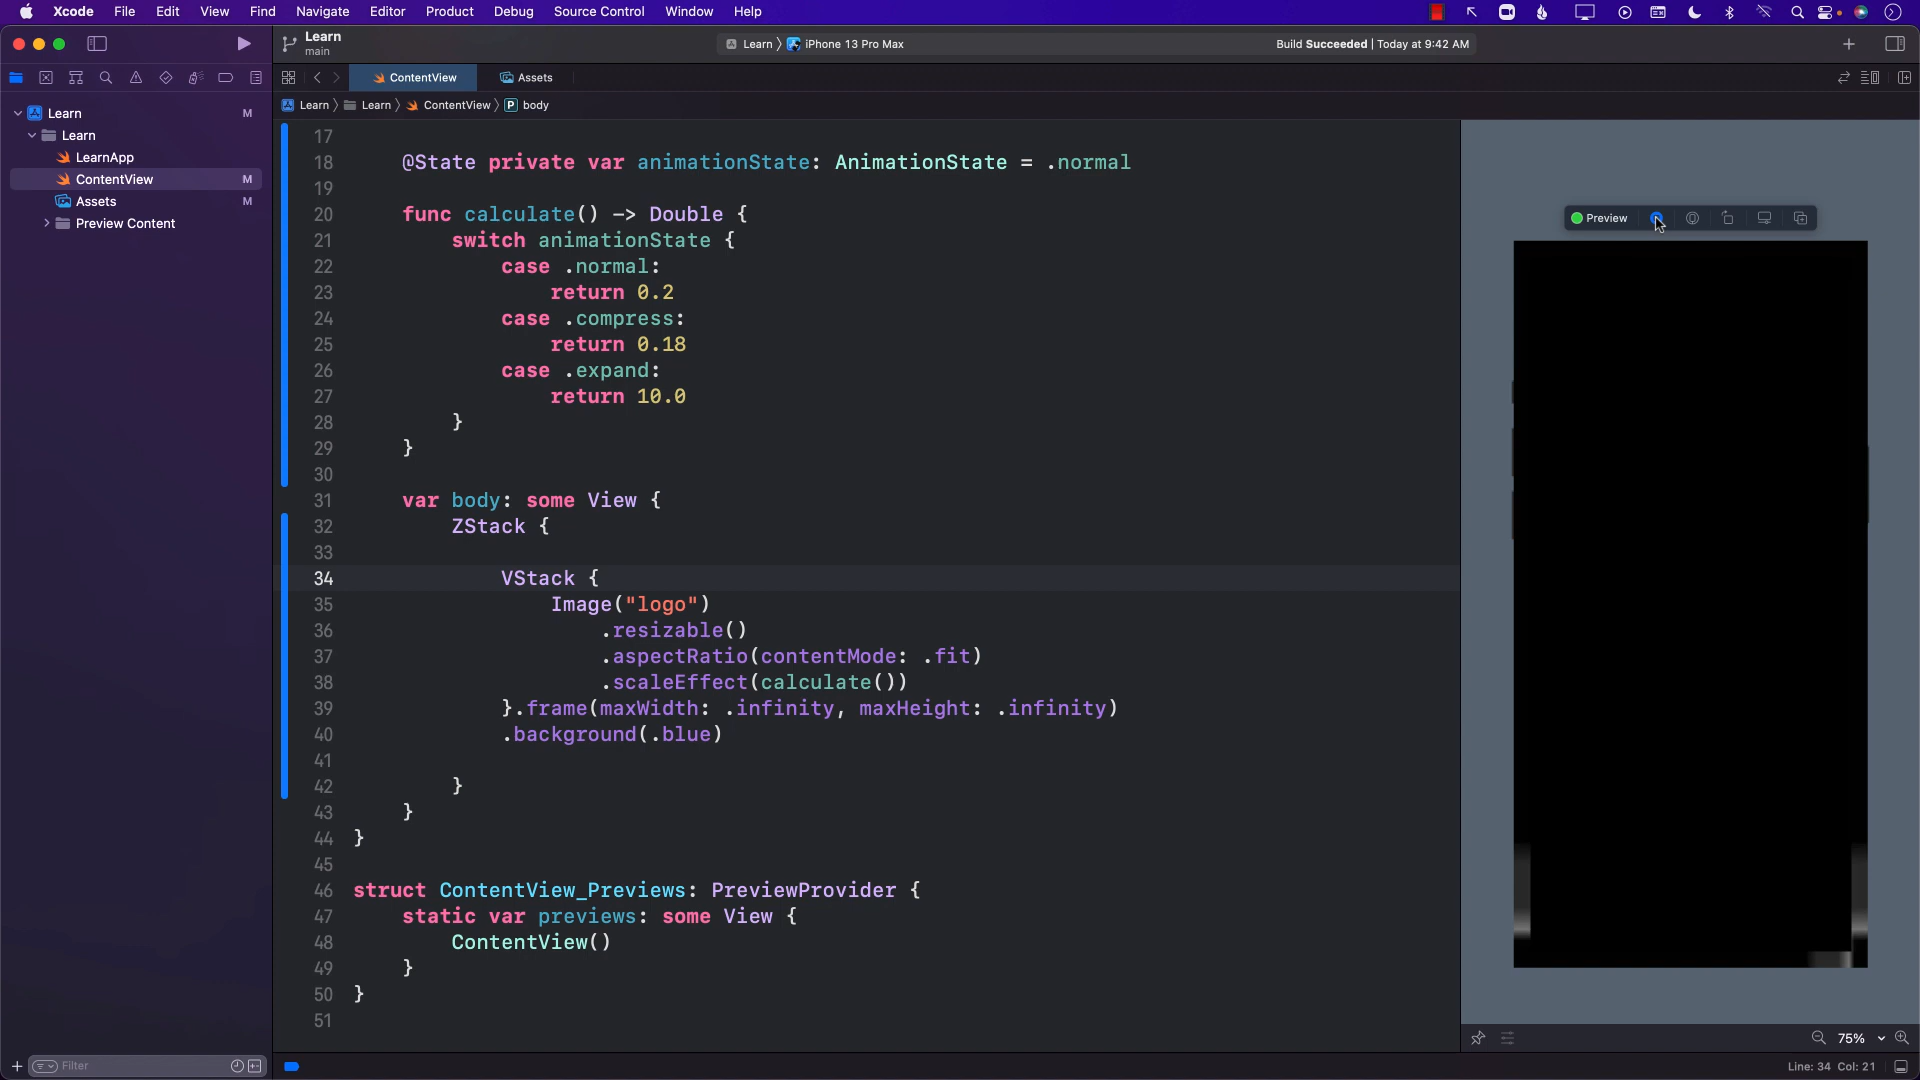 Xcode File Edit View Find Navigate Editor Product Debug Source Control Window Help
Learn
main
Learn iPhone 13 Pro Max
Build Succeeded | Today at 9:42 AM
ContentView
Assets
Learn Learn ContentView P body
Learn M
Learn
LearnApp
ContentView M
Assets M
Preview Content
17
18 @State private var animationState: AnimationState = .normal
19
20 func calculate() -> Double {
21 switch animationState {
22 case .normal:
23 return 0.2
24 case .compress:
25 return 0.18
26 case .expand:
27 return 10.0
28 }
29 }
30
31 var body: some View {
32 ZStack {
33
34 VStack {
35 Image("logo")
36 .resizable()
37 .aspectRatio(contentMode: .fit)
38 .scaleEffect(calculate())
39 }.frame(maxWidth: .infinity, maxHeight: .infinity)
40 .background(.blue)
41
42 }
43 }
44 }
45
46 struct ContentView_Previews: PreviewProvider {
47 static var previews: some View {
48 ContentView()
49 }
50 }
51
Preview
Filter
75%
Line: 34 Col: 21